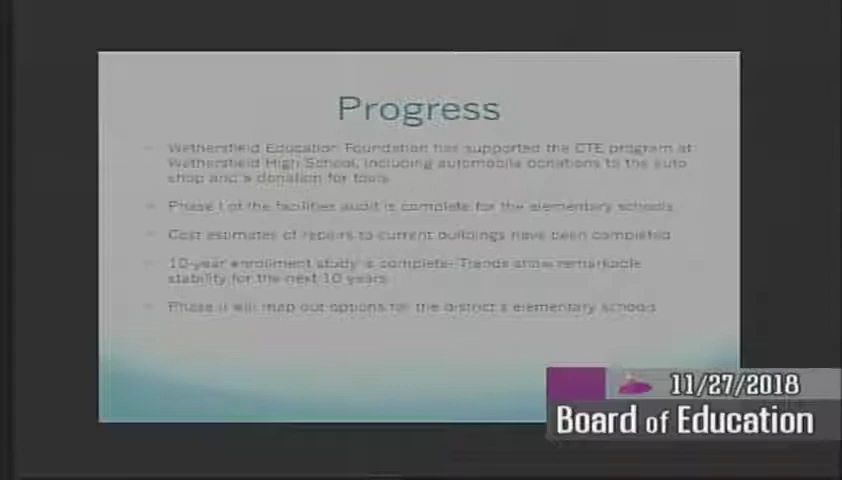 Progress
Wethersfield Education Foundation has supported the CTE program at
Wethersfield High School, including automobile donations to the auto
shop and a donation for tools
Phase I of the facilities audit is complete for the elementary schools
Cost estimates of repairs to current buildings have been completed
10-year enrollment study is complete- Trends show remarkable
stability for the next 10 years
Phase II will map out options for the district's elementary schools
11/27/2018
Board of Education